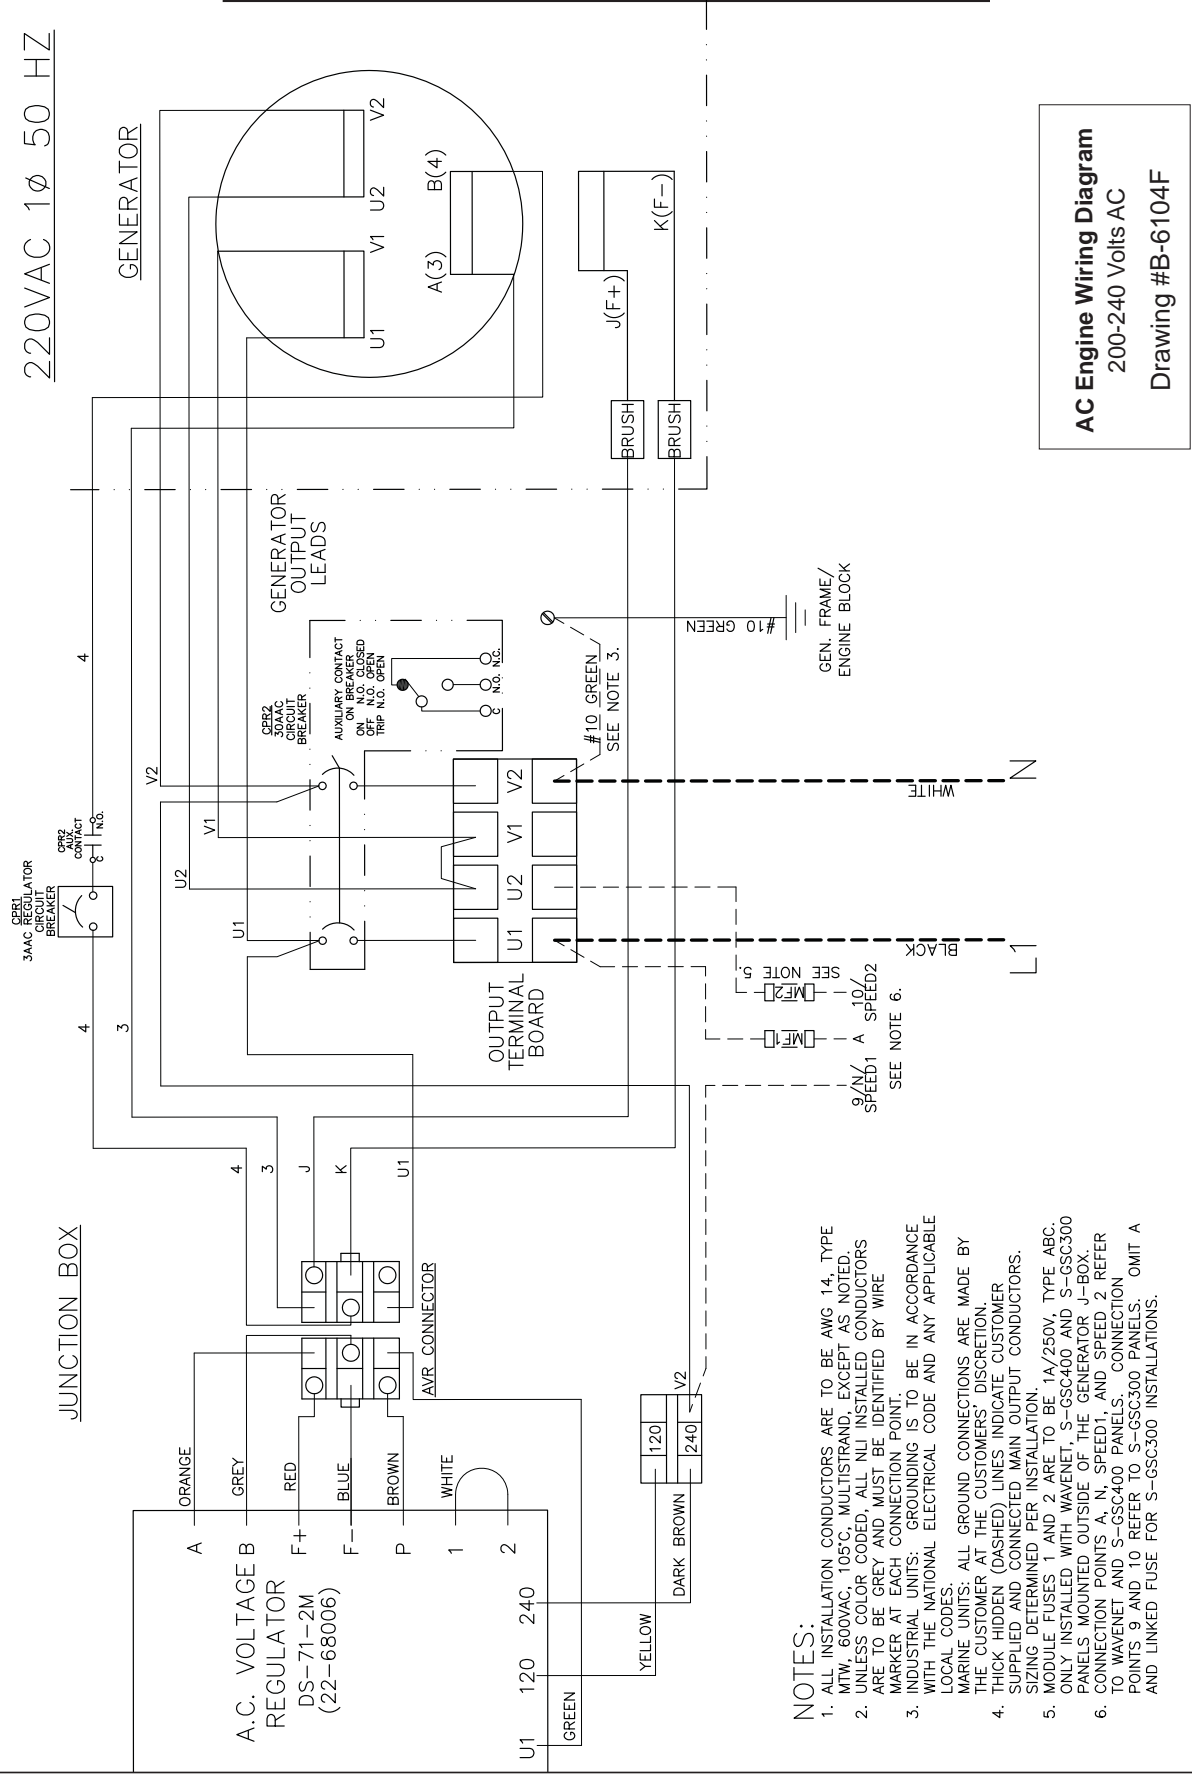 220VAC 1ø 50 HZ
GENERATOR
JUNCTION BOX
A.C. VOLTAGE
REGULATOR
DS-71-2M
(22-68006)
A
B
F+
F-
P
1
2
240
120
U1
ORANGE
GREY
RED
BLUE
BROWN
WHITE
YELLOW
DARK BROWN
GREEN
AVR CONNECTOR
120
240
V2
4
3
J
K
U1
4
3
CPR1
3AAC REGULATOR
CIRCUIT
BREAKER
CPR2
AUX.
CONTACT
C
N.O.
4
U1
U2
V1
V2
CPR2
30AAC
CIRCUIT
BREAKER
AUXILIARY CONTACT
ON BREAKER
ON N.O. CLOSED
OFF N.O. OPEN
TRIP N.O. OPEN
C
N.O.
N.C.
GENERATOR
OUTPUT
LEADS
OUTPUT
TERMINAL
BOARD
U1
U2
V1
V2
U1
V1
U2
V2
A(3)
B(4)
J(F+)
K(F-)
BRUSH
BRUSH
#10 GREEN
SEE NOTE 3.
#10 GREEN
GEN. FRAME/
ENGINE BLOCK
WHITE
N
BLACK
L1
SEE NOTE 5.
MF2
MF1
9/N/
SPEED1
A
10/
SPEED2
SEE NOTE 6.
NOTES:
1. ALL INSTALLATION CONDUCTORS ARE TO BE AWG 14, TYPE
MTW, 600VAC, 105°C, MULTISTRAND, EXCEPT AS NOTED.
2. UNLESS COLOR CODED, ALL NLI INSTALLED CONDUCTORS
ARE TO BE GREY AND MUST BE IDENTIFIED BY WIRE
MARKER AT EACH CONNECTION POINT.
3. INDUSTRIAL UNITS: GROUNDING IS TO BE IN ACCORDANCE
WITH THE NATIONAL ELECTRICAL CODE AND ANY APPLICABLE
LOCAL CODES.
MARINE UNITS: ALL GROUND CONNECTIONS ARE MADE BY
THE CUSTOMER AT THE CUSTOMERS' DISCRETION.
4. THICK HIDDEN (DASHED) LINES INDICATE CUSTOMER
SUPPLIED AND CONNECTED MAIN OUTPUT CONDUCTORS.
SIZING DETERMINED PER INSTALLATION.
5. MODULE FUSES 1 AND 2 ARE TO BE 1A/250V, TYPE ABC.
ONLY INSTALLED WITH WAVENET, S-GSC400 AND S-GSC300
PANELS MOUNTED OUTSIDE OF THE GENERATOR J-BOX.
6. CONNECTION POINTS A, N, SPEED1, AND SPEED 2 REFER
TO WAVENET AND S-GSC400 PANELS. CONNECTION
POINTS 9 AND 10 REFER TO S-GSC300 PANELS. OMIT A
AND LINKED FUSE FOR S-GSC300 INSTALLATIONS.
AC Engine Wiring Diagram
200-240 Volts AC
Drawing #B-6104F